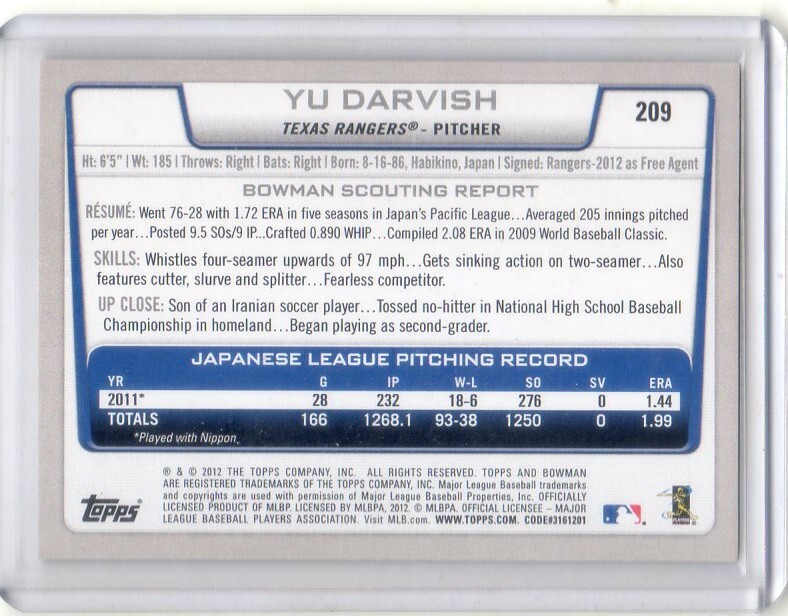 YU DARVISH
209
TEXAS RANGERS® - PITCHER
Ht: 6'5" | Wt: 185 | Throws: Right | Bats: Right | Born: 8-16-86, Habikino, Japan | Signed: Rangers-2012 as Free Agent
BOWMAN SCOUTING REPORT
RÉSUMÉ: Went 76-28 with 1.72 ERA in five seasons in Japan's Pacific League...Averaged 205 innings pitched
per year...Posted 9.5 SOs/9 IP...Crafted 0.890 WHIP...Compiled 2.08 ERA in 2009 World Baseball Classic.
SKILLS: Whistles four-seamer upwards of 97 mph...Gets sinking action on two-seamer...Also
features cutter, slurve and splitter...Fearless competitor.
UP CLOSE: Son of an Iranian soccer player...Tossed no-hitter in National High School Baseball
Championship in homeland...Began playing as second-grader.
JAPANESE LEAGUE PITCHING RECORD
YR G IP W-L SO SV ERA
2011* 28 232 18-6 276 0 1.44
TOTALS 166 1268.1 93-38 1250 0 1.99
*Played with Nippon.
® & © 2012 THE TOPPS COMPANY, INC. ALL RIGHTS RESERVED. TOPPS AND BOWMAN
ARE REGISTERED TRADEMARKS OF THE TOPPS COMPANY, INC. Major League Baseball trademarks
and copyrights are used with permission of Major League Baseball Properties, Inc. OFFICIALLY
LICENSED PRODUCT OF MLBP. LICENSED BY MLBPA, 2012. © MLBPA. OFFICIAL LICENSEE – MAJOR
LEAGUE BASEBALL PLAYERS ASSOCIATION. Visit MLB.com. WWW.TOPPS.COM. CODE#3161201
Topps®